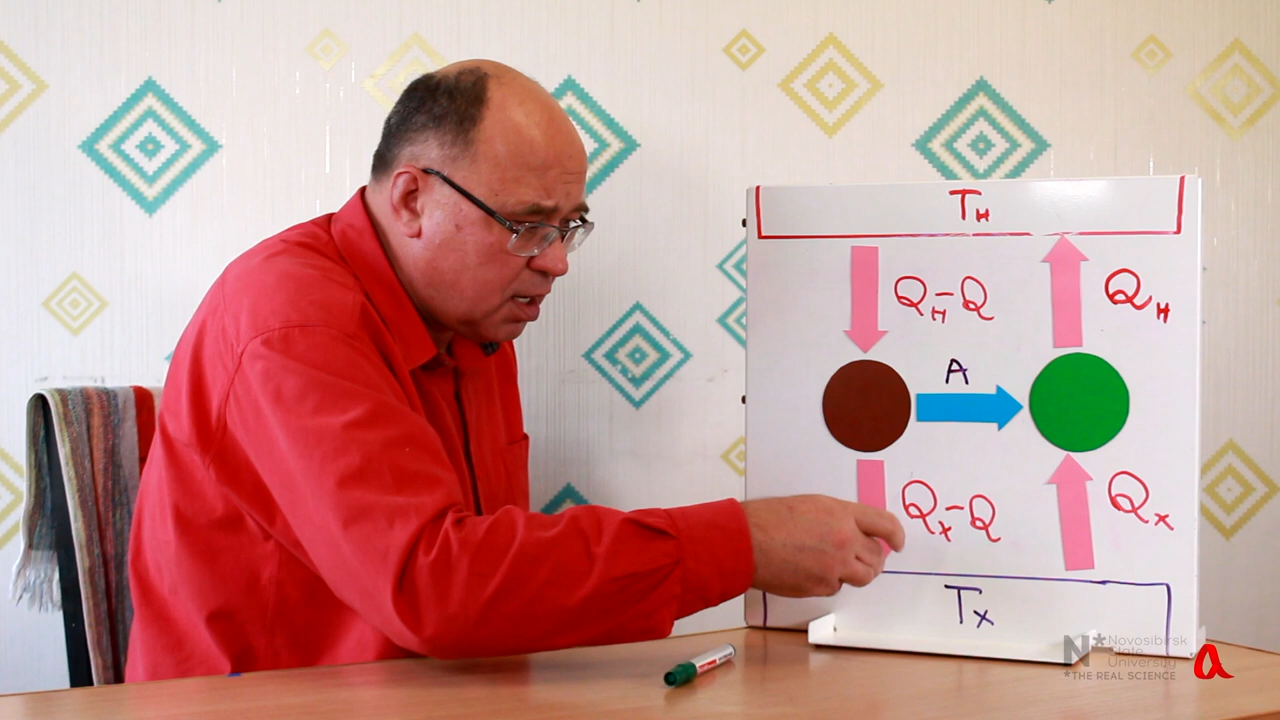 Tн
Qн-Q
Qн
A
Qх-Q
Qх
Tх
N* Novosibirsk
State
University
*THE REAL SCIENCE
a